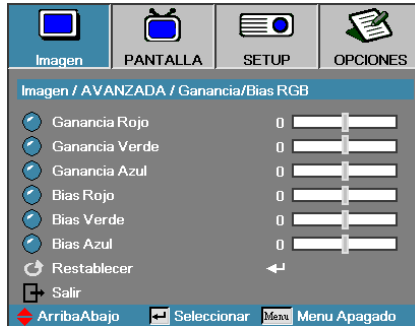 Imagen PANTALLA SETUP OPCIONES
Imagen / AVANZADA / Ganancia/Bias RGB
Ganancia Rojo 0
Ganancia Verde 0
Ganancia Azul 0
Bias Rojo 0
Bias Verde 0
Bias Azul 0
Restablecer
Salir
ArribaAbajo Seleccionar Menu Menu Apagado